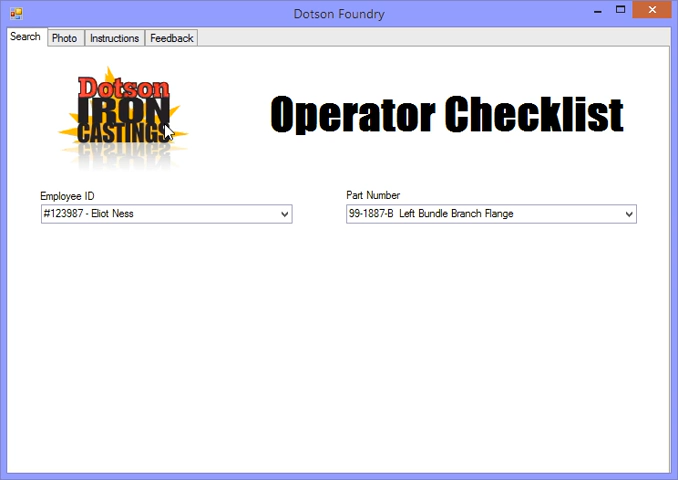 Dotson Foundry
Search Photo Instructions Feedback
Dotson
IRON
CASTINGS
Operator Checklist
Employee ID Part Number
#123987 - Eliot Ness 99-1887-B Left Bundle Branch Flange